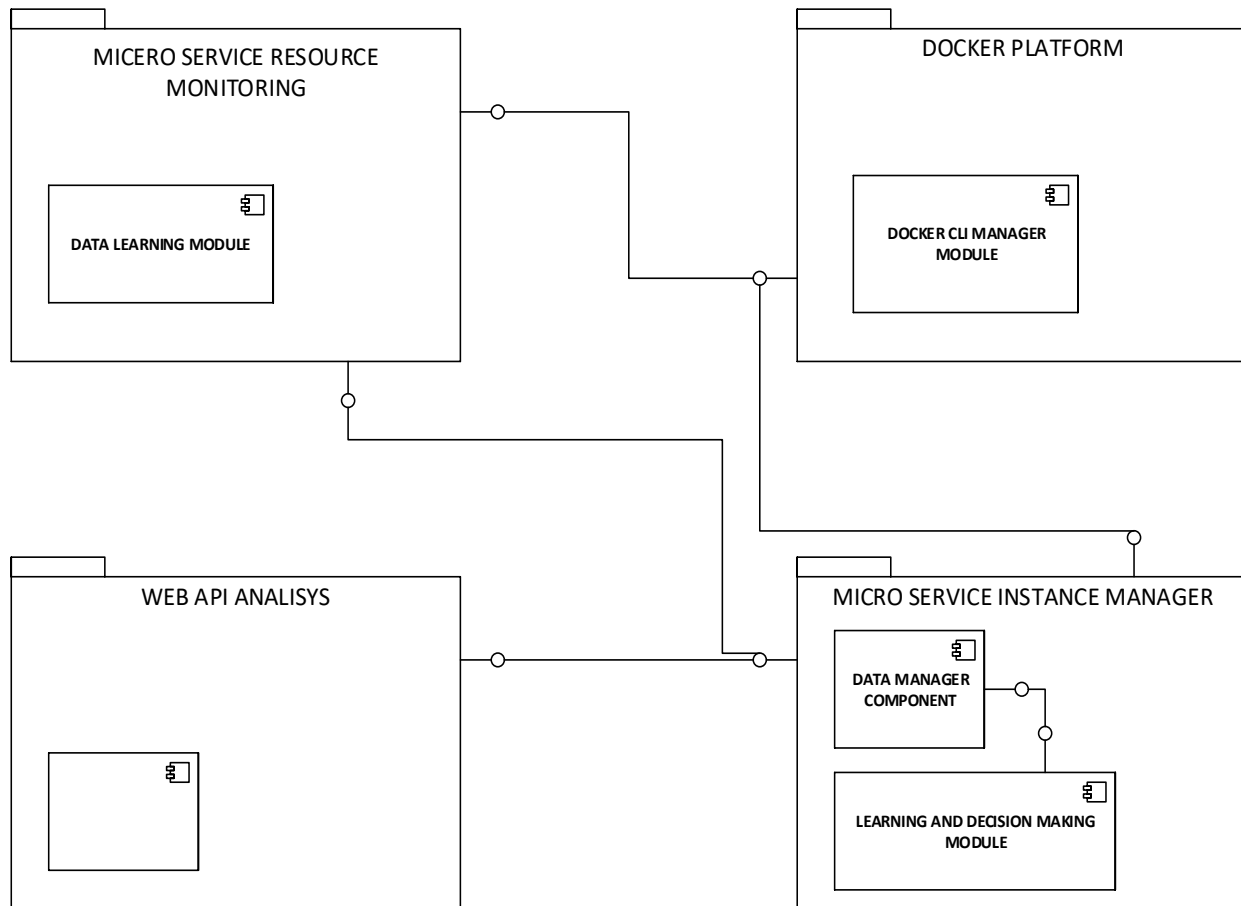 MICERO SERVICE RESOURCE
MONITORING
DATA LEARNING MODULE
DOCKER PLATFORM
DOCKER CLI MANAGER
MODULE
WEB API ANALISYS
MICRO SERVICE INSTANCE MANAGER
DATA MANAGER
COMPONENT
LEARNING AND DECISION MAKING
MODULE